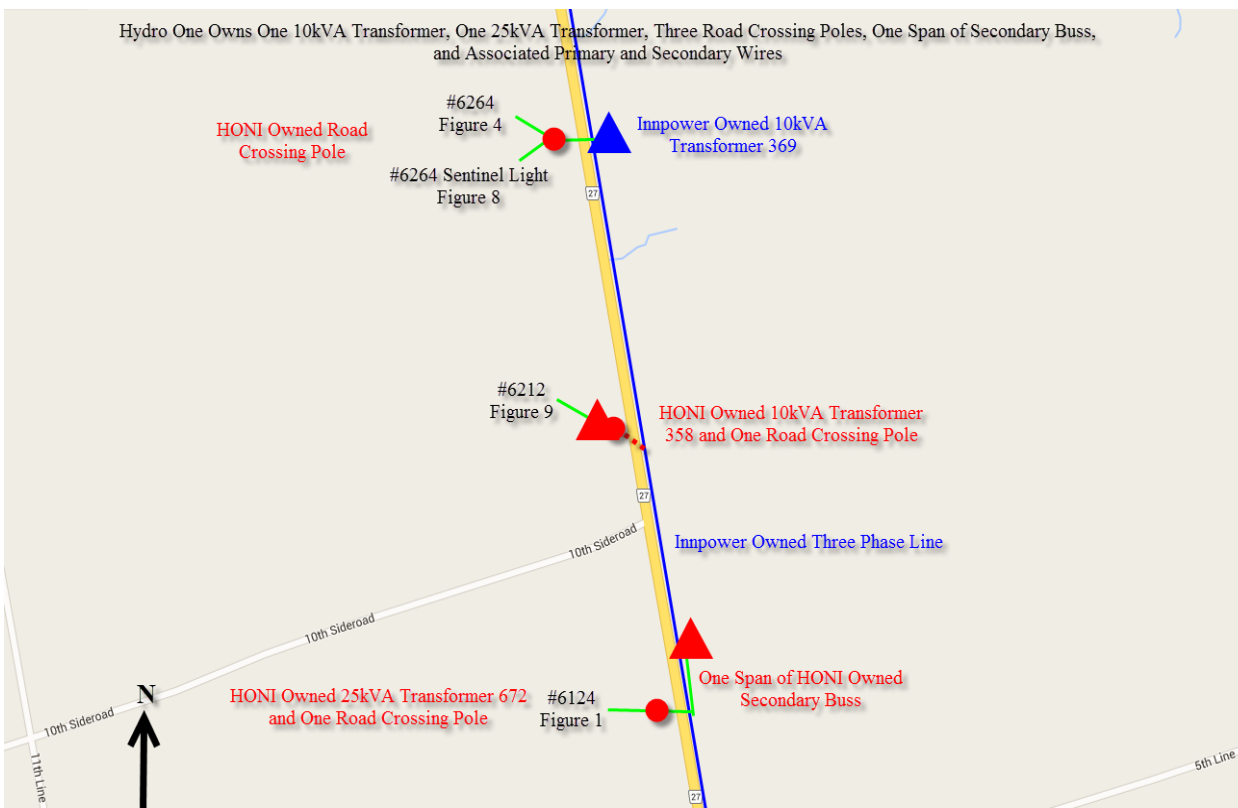 Hydro One Owns One 10kVA Transformer, One 25kVA Transformer, Three Road Crossing Poles, One Span of Secondary Buss,
and Associated Primary and Secondary Wires
#6264
Figure 4
HONI Owned Road
Crossing Pole
Innpower Owned 10kVA
Transformer 369
#6264 Sentinel Light
Figure 8
27
#6212
Figure 9
HONI Owned 10kVA Transformer
358 and One Road Crossing Pole
27
10th Sideroad
Innpower Owned Three Phase Line
10th Sideroad
One Span of HONI Owned
Secondary Buss
HONI Owned 25kVA Transformer 672
and One Road Crossing Pole
#6124
Figure 1
N
10th Sideroad
11th Line
5th Line
27